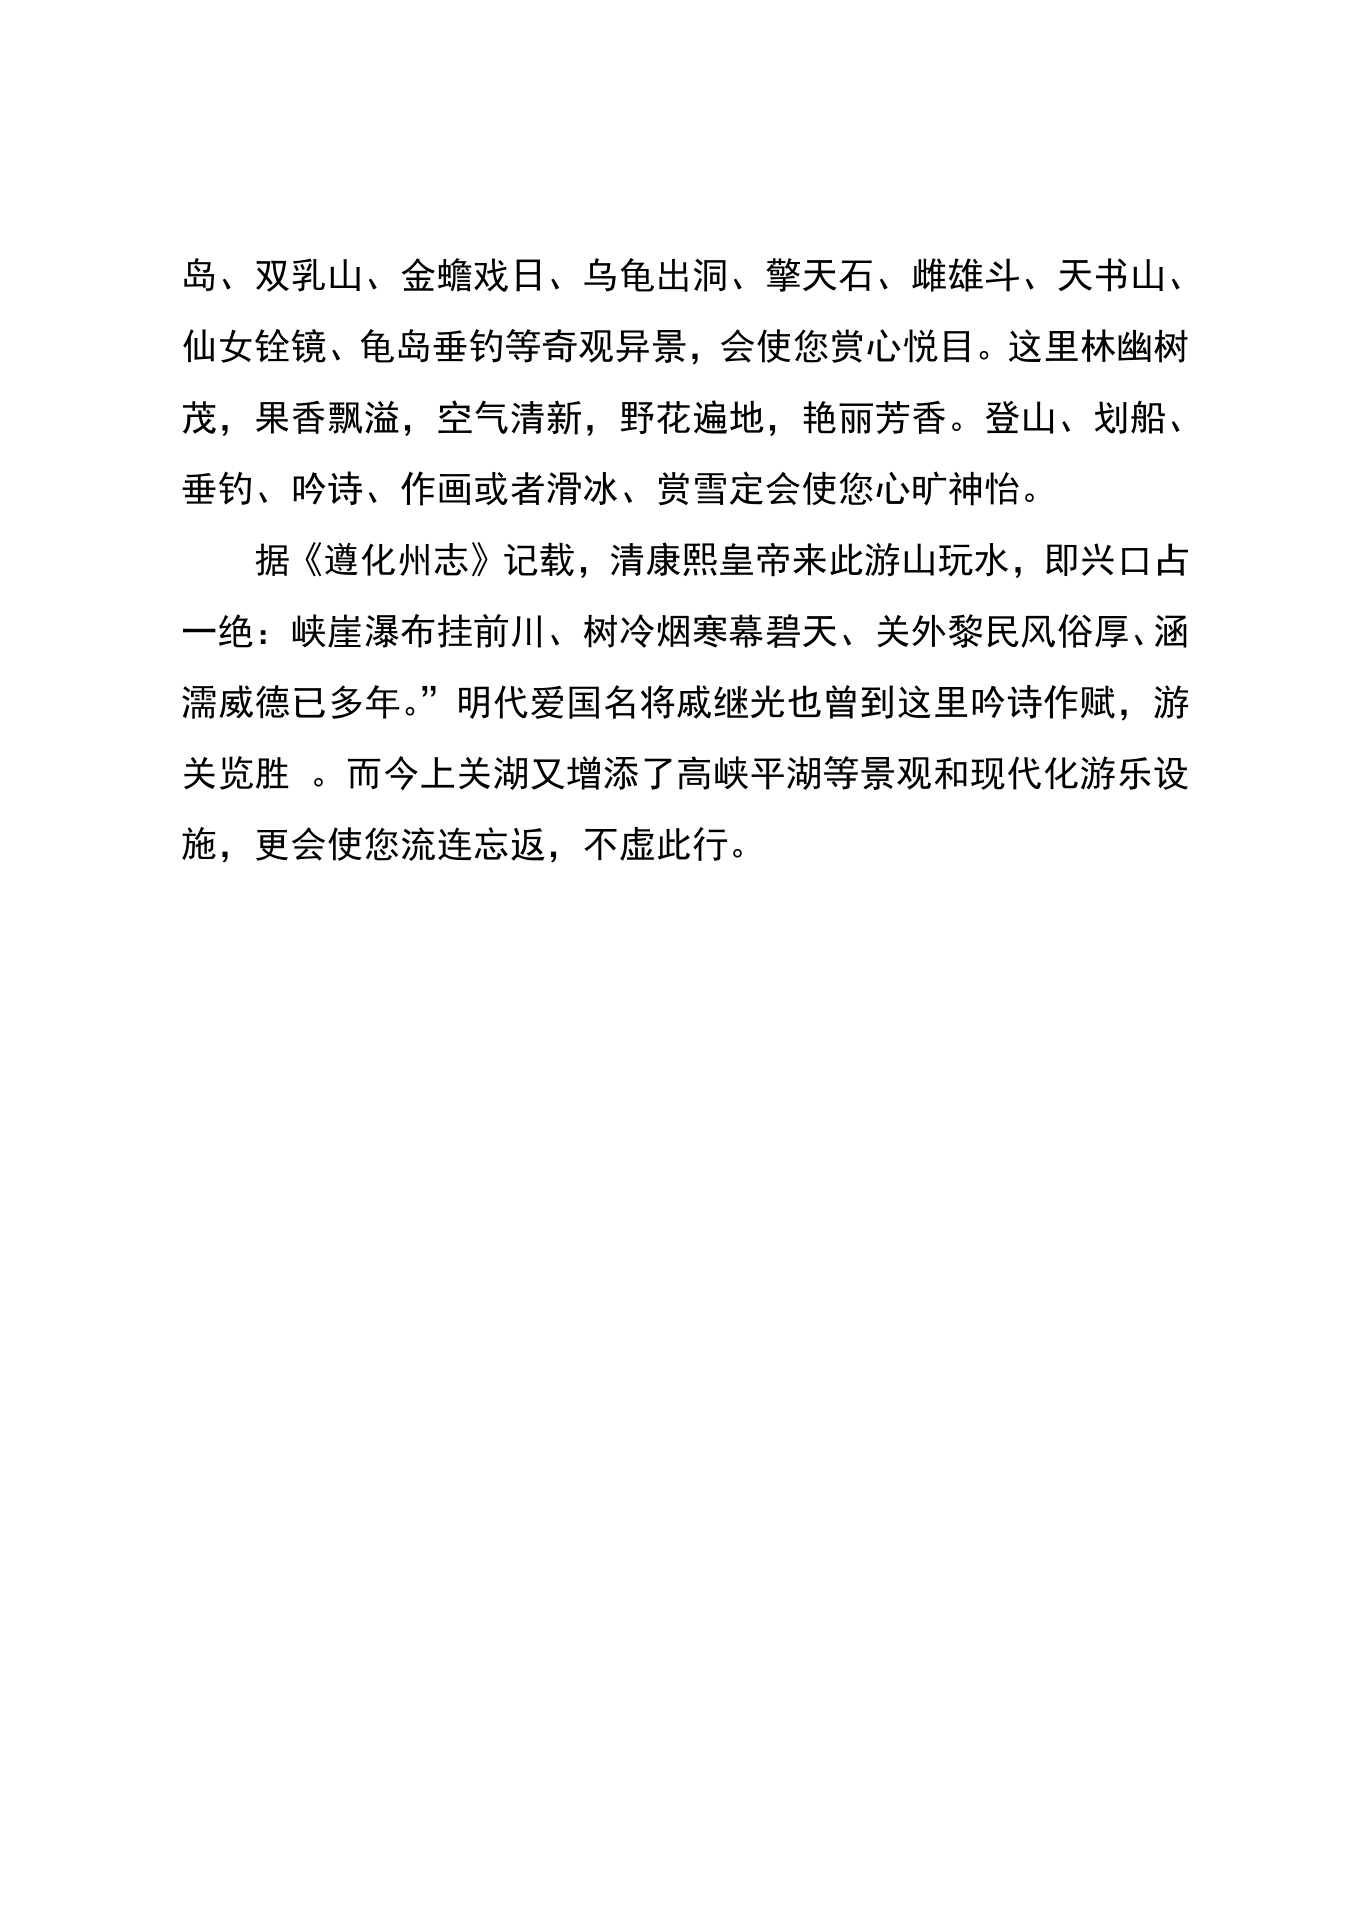 岛、双乳山、金蟾戏日、乌龟出洞、擎天石、雌雄斗、天书山、
仙女铨镜、龟岛垂钓等奇观异景，会使您赏心悦目。这里林幽树
茂，果香飘溢，空气清新，野花遍地，艳丽芳香。登山、划船、
垂钓、吟诗、作画或者滑冰、赏雪定会使您心旷神怡。
据《遵化州志》记载，清康熙皇帝来此游山玩水，即兴口占
一绝：峡崖瀑布挂前川、树冷烟寒幕碧天、关外黎民风俗厚、涵
濡威德已多年。” 明代爱国名将戚继光也曾到这里吟诗作赋，游
关览胜 。而今上关湖又增添了高峡平湖等景观和现代化游乐设
施，更会使您流连忘返，不虚此行。